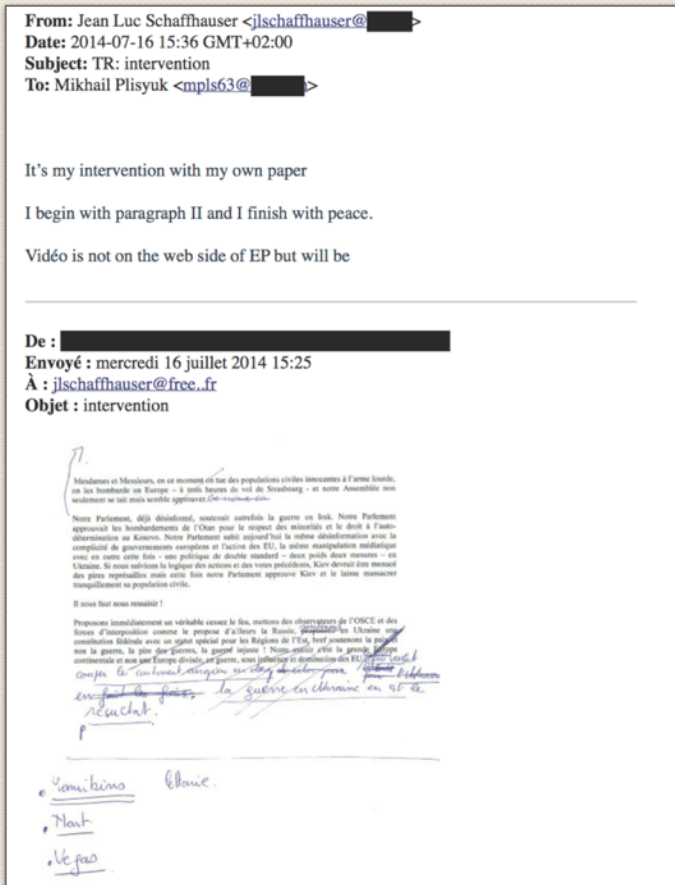 From: Jean Luc Schaffhauser <jlschaffhauser@
Date: 2014-07-16 15:36 GMT+02:00
Subject: TR: intervention
To: Mikhail Plisyuk <mpls63@ >
It's my intervention with my own paper
I begin with paragraph II and I finish with peace.
Vidéo is not on the web side of EP but will be
De :
Envoyé : mercredi 16 juillet 2014 15:25
À : jlschaffhauser@free..fr
Objet : intervention
Mesdames et Messieurs, en ce moment on tue des populations civiles innocentes à l'arme lourde,
on les bombarde en Europe – à trois heures de vol de Strasbourg – et notre Assemblée non
seulement se tait mais semble approuver.
Notre Parlement, déjà désinformé, soutenait autrefois la guerre en Irak. Notre Parlement
approuvait les bombardements de l'Otan pour le respect des minorités et le droit à l'auto-
détermination au Kosovo. Notre Parlement subit aujourd'hui la même désinformation avec la
complicité de gouvernements européens et l'action des EU, la même manipulation médiatique
avec en outre cette fois – une politique de double standard – deux poids deux mesures – en
Ukraine. Si nous suivions la logique des actions et des votes précédents, Kiev devrait être menacé
des pires représailles mais cette fois notre Parlement approuve Kiev et le laisse massacrer
tranquillement sa population civile.
Il nous faut nous ressaisir !
Proposons immédiatement un véritable cessez le feu, mettons des observateurs de l'OSCE et des
forces d'interposition comme le propose d'ailleurs la Russie, en Ukraine une
constitution fédérale avec un statut spécial pour les Régions de l'Est, bref soutenons la paix et
non la guerre, la pire des guerres, la guerre injuste ! Notre avenir c'est la grande Europe
continentale et non une Europe divisée, en guerre, sous influence et domination des EU
couper le continent
la guerre en Ukraine en est le
résultat.